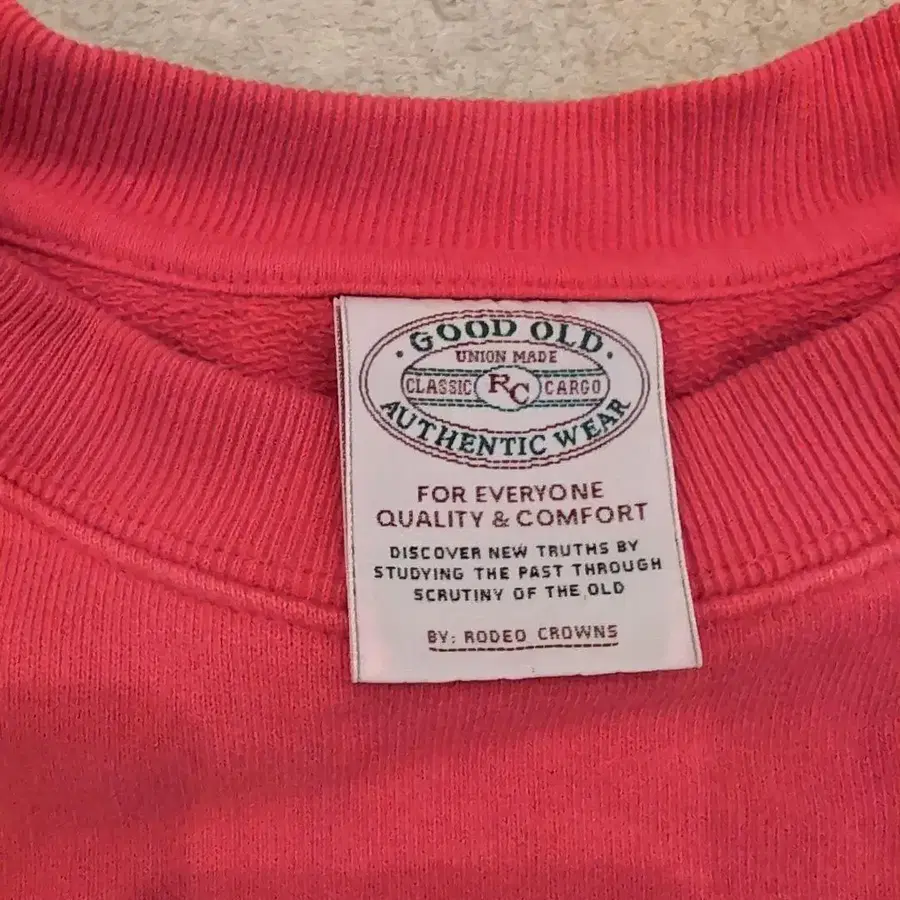 GOOD OLD
UNION MADE
CLASSIC RC CARGO
AUTHENTIC WEAR
FOR EVERYONE
QUALITY & COMFORT
DISCOVER NEW TRUTHS BY
STUDYING THE PAST THROUGH
SCRUTINY OF THE OLD
BY: RODEO CROWNS